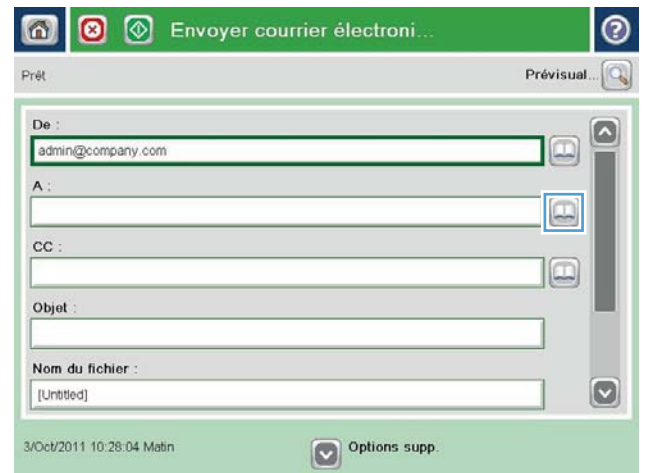 Envoyer courrier électroni...
Prêt
Prévisual...
De :
admin@company.com
A :
CC :
Objet :
Nom du fichier :
[Untitled]
3/Oct/2011 10:28:04 Matin
Options supp.